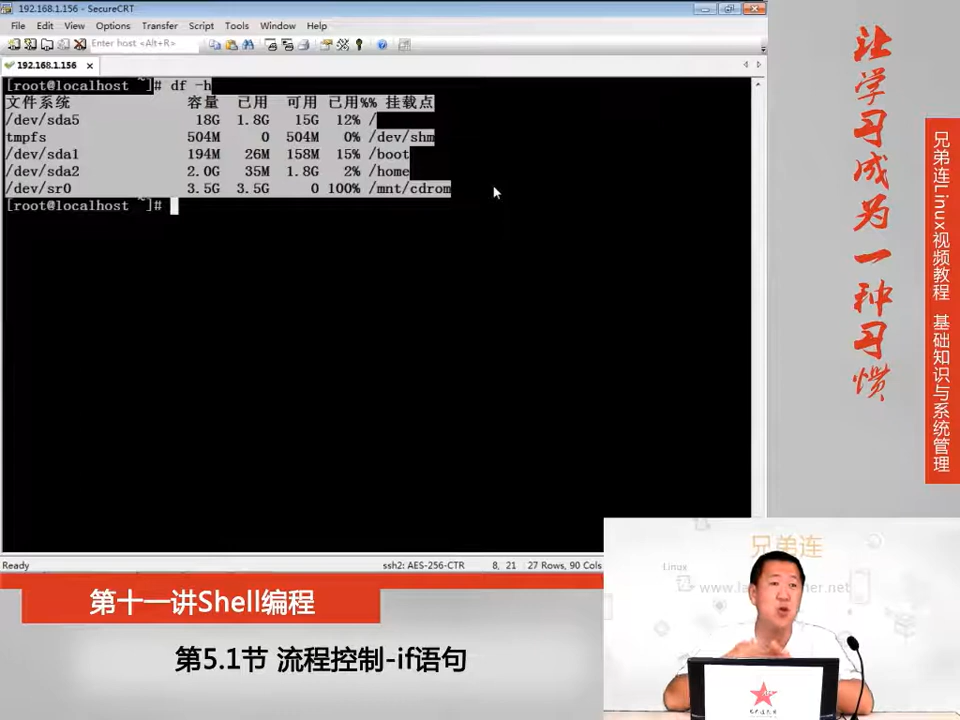 192.168.1.156 - SecureCRT
File Edit View Options Transfer Script Tools Window Help
Enter host <Alt+R>
192.168.1.156
[root@localhost ~]# df -h
文件系统 容量 已用 可用 已用%% 挂载点
/dev/sda5 18G 1.8G 15G 12% /
tmpfs 504M 0 504M 0% /dev/shm
/dev/sda1 194M 26M 158M 15% /boot
/dev/sda2 2.0G 35M 1.8G 2% /home
/dev/sr0 3.5G 3.5G 0 100% /mnt/cdrom
[root@localhost ~]#
Ready ssh2: AES-256-CTR 8, 21 27 Rows, 90 Cols
让学习成为一种习惯
兄弟连Linux视频教程 基础知识与系统管理
第十一讲Shell编程
第5.1节 流程控制-if语句
兄弟连
Linux